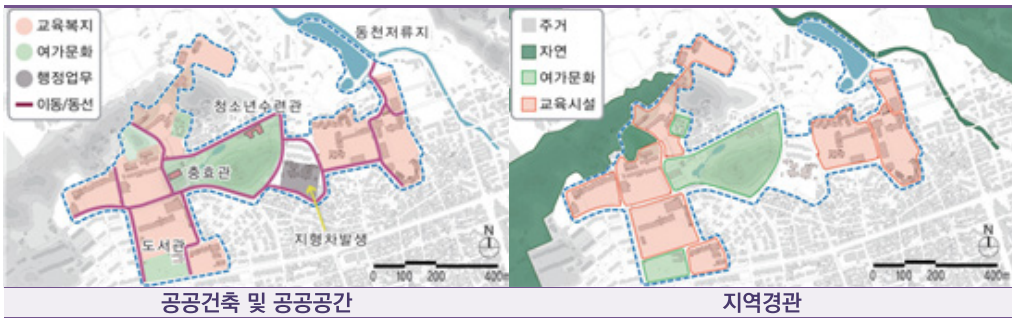 교육복지
여가문화
행정업무
이동/동선
동천저류지
청소년수련관
충효관
지형차발생
도서관
N
0 100 200 400m
공공건축 및 공공공간
주거
자연
여가문화
교육시설
N
0 100 200 400m
지역경관